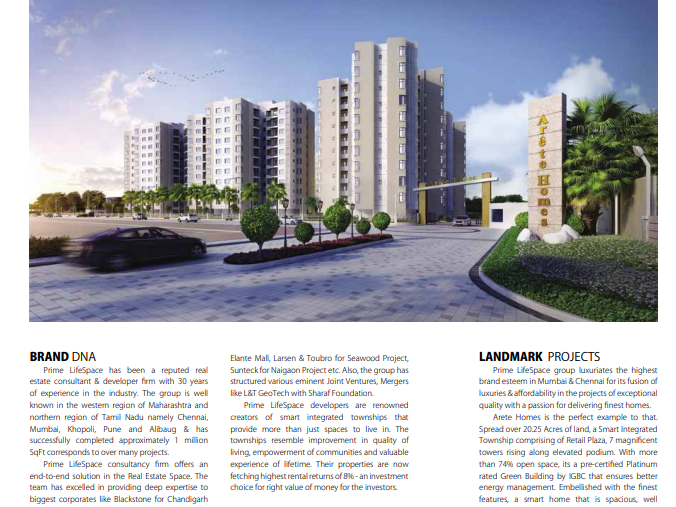 Arête Homes
BRAND DNA
Prime LifeSpace has been a reputed real
estate consultant & developer firm with 30 years
of experience in the industry. The group is well
known in the western region of Maharashtra and
northern region of Tamil Nadu namely Chennai,
Mumbai, Khopoli, Pune and Alibaug & has
successfully completed approximately 1 million
SqFt corresponds to over many projects.
Prime LifeSpace consultancy firm offers an
end-to-end solution in the Real Estate Space. The
team has excelled in providing deep expertise to
biggest corporates like Blackstone for Chandigarh
Elante Mall, Larsen & Toubro for Seawood Project,
Sunteck for Naigaon Project etc. Also, the group has
structured various eminent Joint Ventures, Mergers
like L&T GeoTech with Sharaf Foundation.
Prime LifeSpace developers are renowned
creators of smart integrated townships that
provide more than just spaces to live in. The
townships resemble improvement in quality of
living, empowerment of communities and valuable
experience of lifetime. Their properties are now
fetching highest rental returns of 8% - an investment
choice for right value of money for the investors.
LANDMARK PROJECTS
Prime LifeSpace group luxuriates the highest
brand esteem in Mumbai & Chennai for its fusion of
luxuries & affordability in the projects of exceptional
quality with a passion for delivering finest homes.
Arete Homes is the perfect example to that.
Spread over 20.25 Acres of land, a Smart Integrated
Township comprising of Retail Plaza, 7 magnificent
towers rising along elevated podium. With more
than 74% open space, its a pre-certified Platinum
rated Green Building by IGBC that ensures better
energy management. Embellished with the finest
features, a smart home that is spacious, well